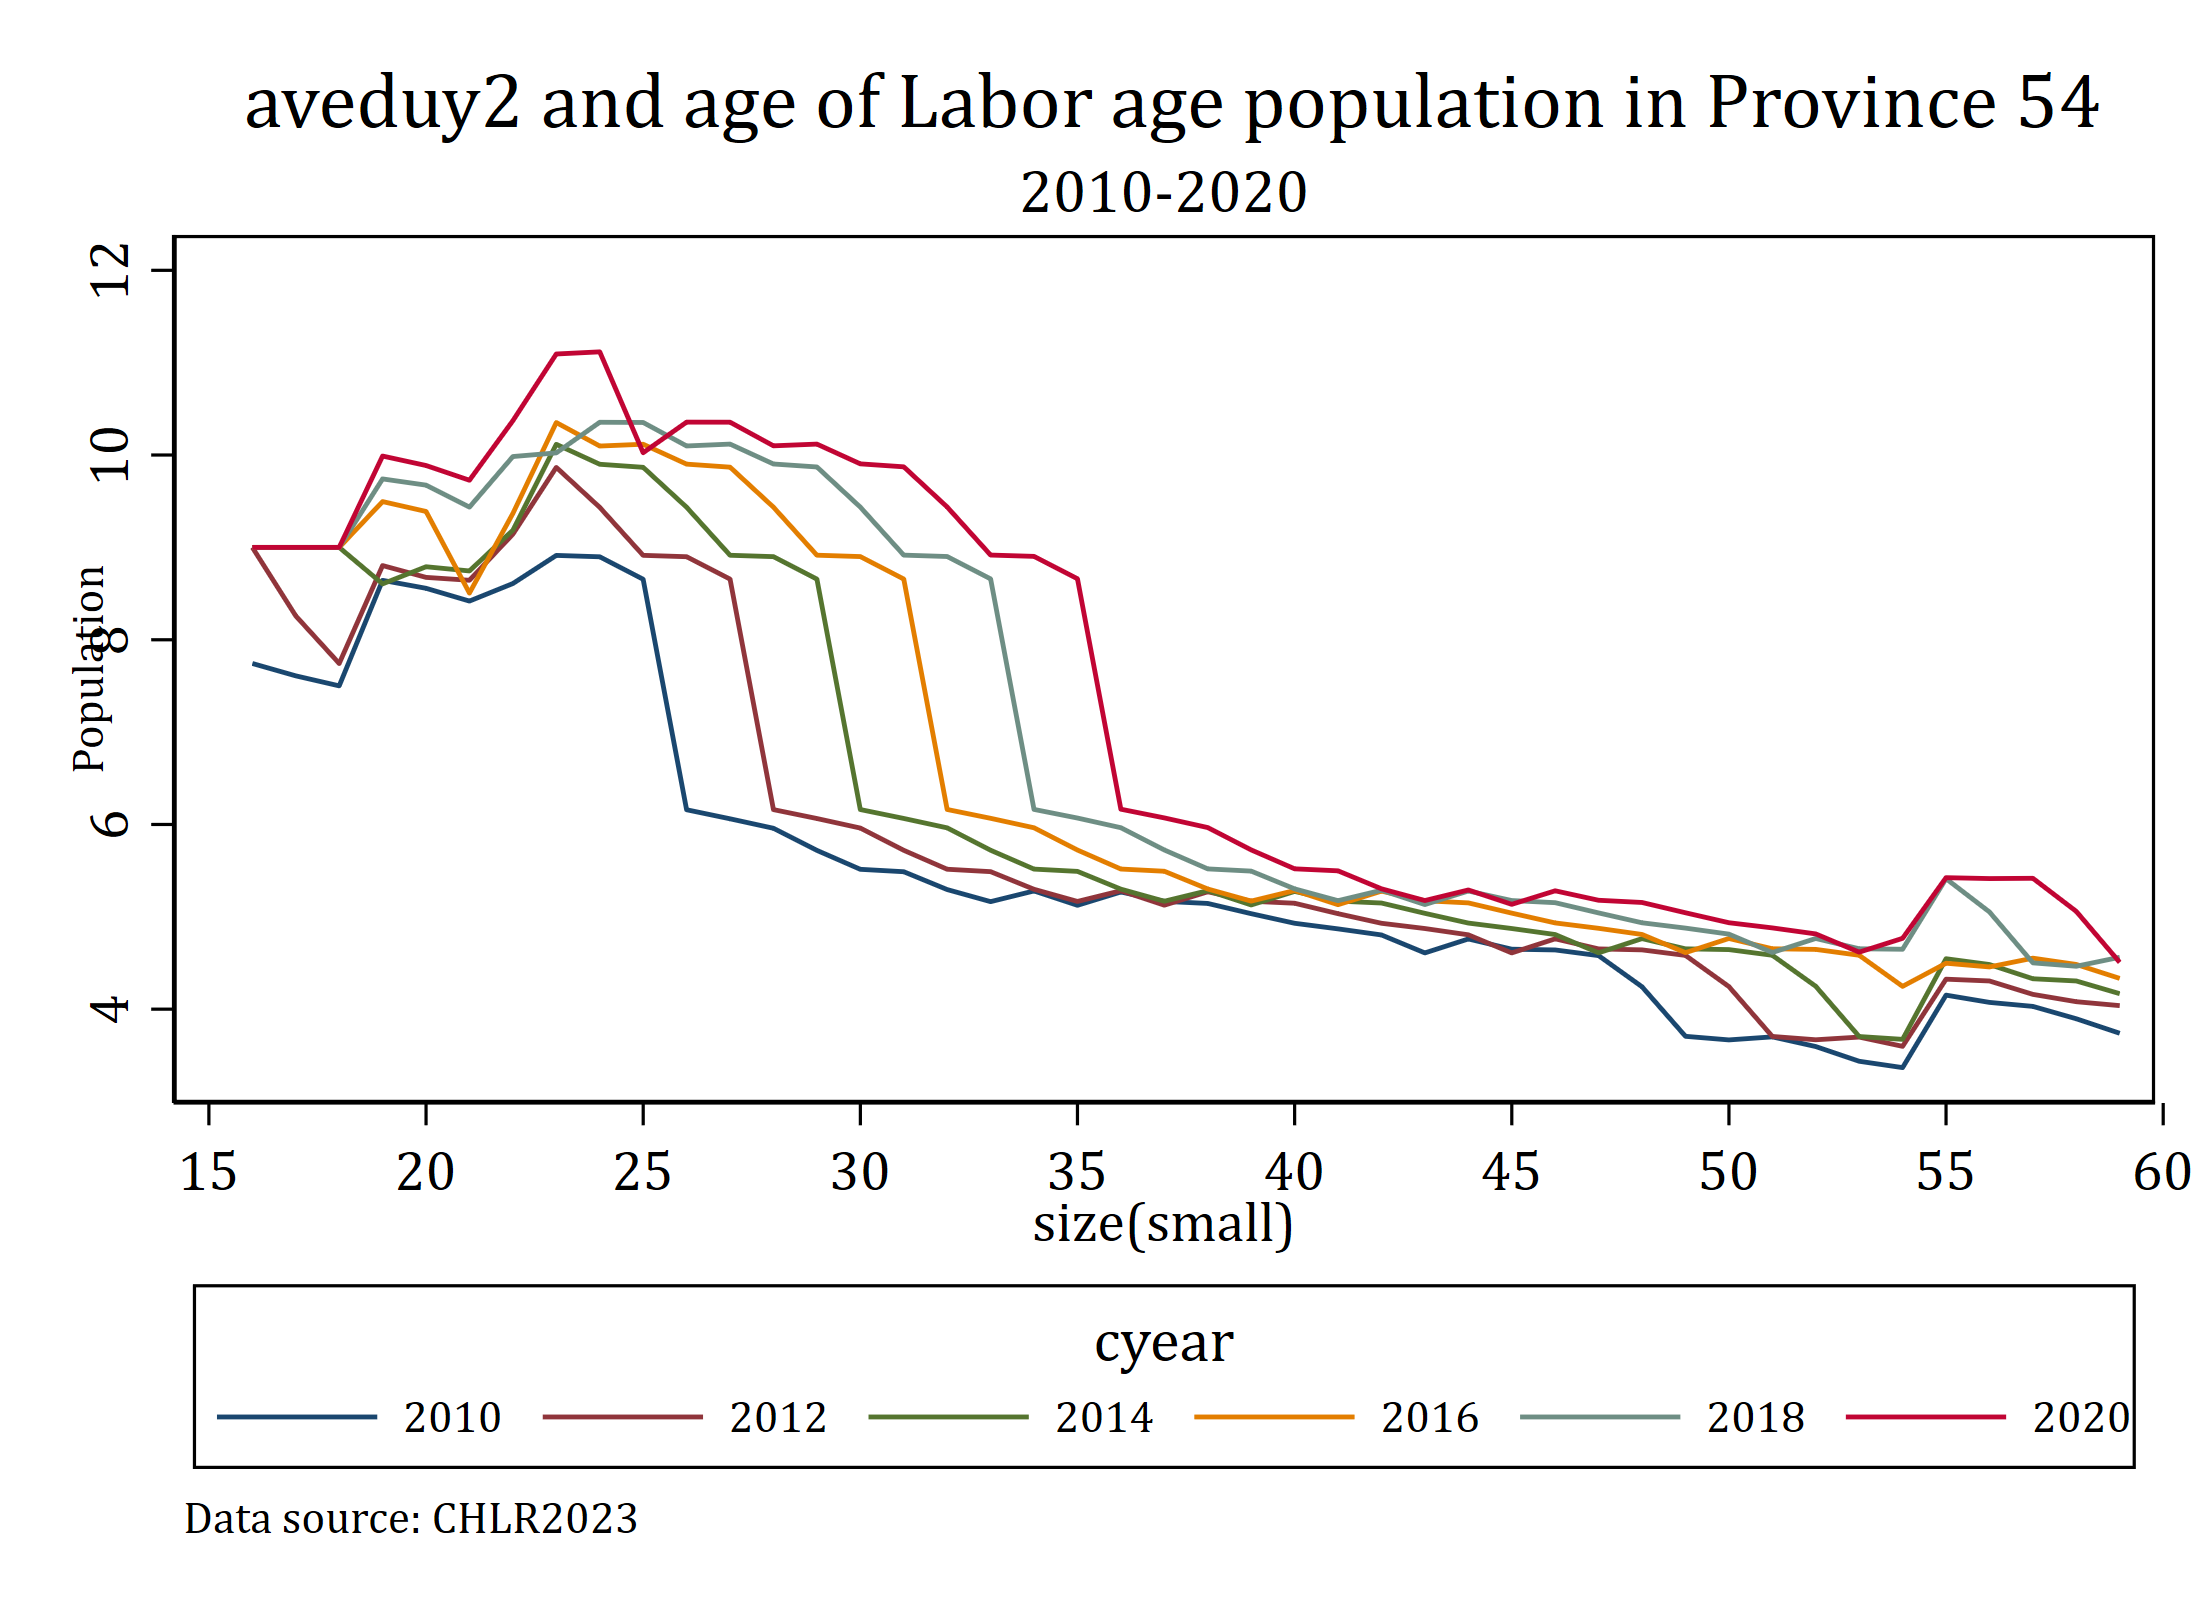 aveduy2 and age of Labor age population in Province 54
2010-2020
Population
12
10
8
6
4
15 20 25 30 35 40 45 50 55 60
size(small)
cyear
2010 2012 2014 2016 2018 2020
Data source: CHLR2023